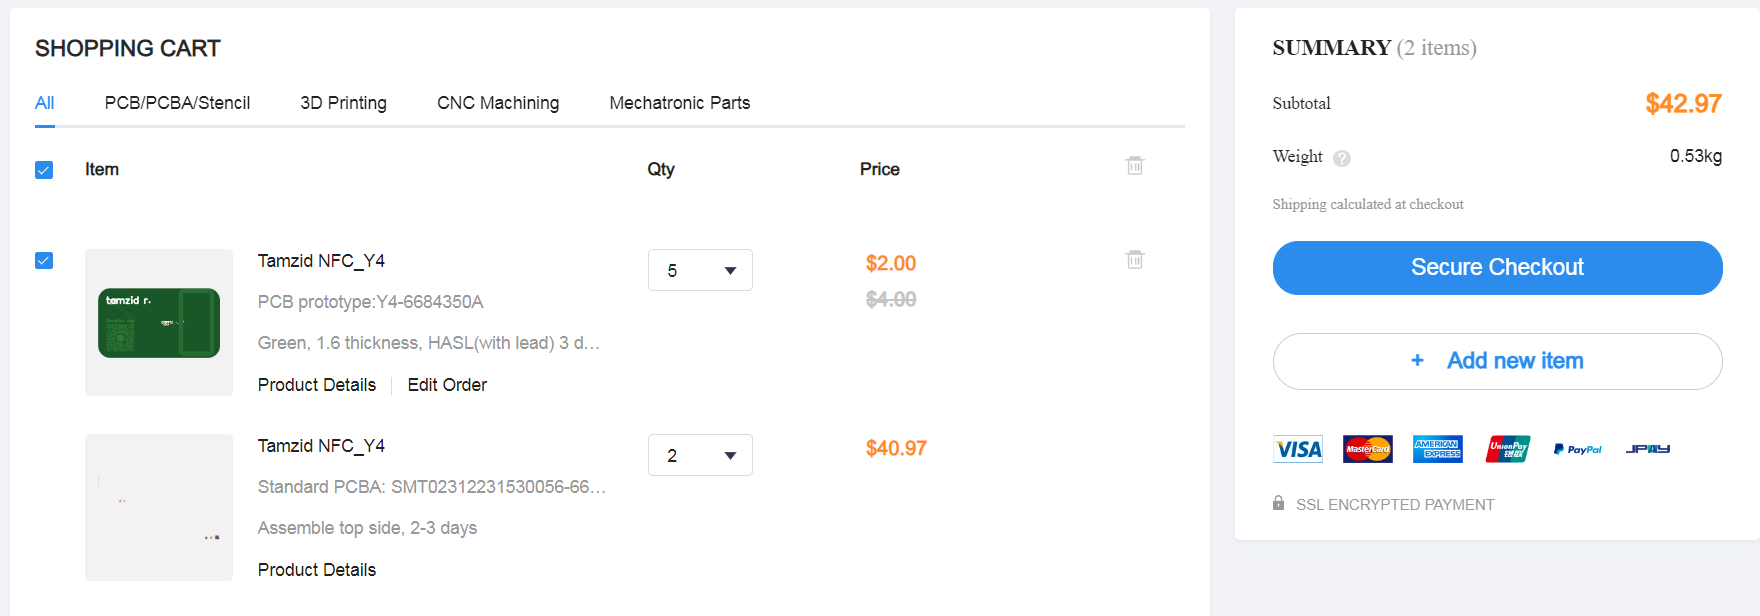 SHOPPING CART
All PCB/PCBA/Stencil 3D Printing CNC Machining Mechatronic Parts
Item Qty Price
tamzid r.
Tamzid NFC_Y4 5 $2.00
PCB prototype:Y4-6684350A $4.00
Green, 1.6 thickness, HASL(with lead) 3 d...
Product Details Edit Order
Tamzid NFC_Y4 2 $40.97
Standard PCBA: SMT02312231530056-66...
Assemble top side, 2-3 days
Product Details
SUMMARY (2 items)
Subtotal $42.97
Weight ? 0.53kg
Shipping calculated at checkout
Secure Checkout
+ Add new item
VISA MasterCard AMERICAN EXPRESS UnionPay 银联 PayPal JPAY
SSL ENCRYPTED PAYMENT